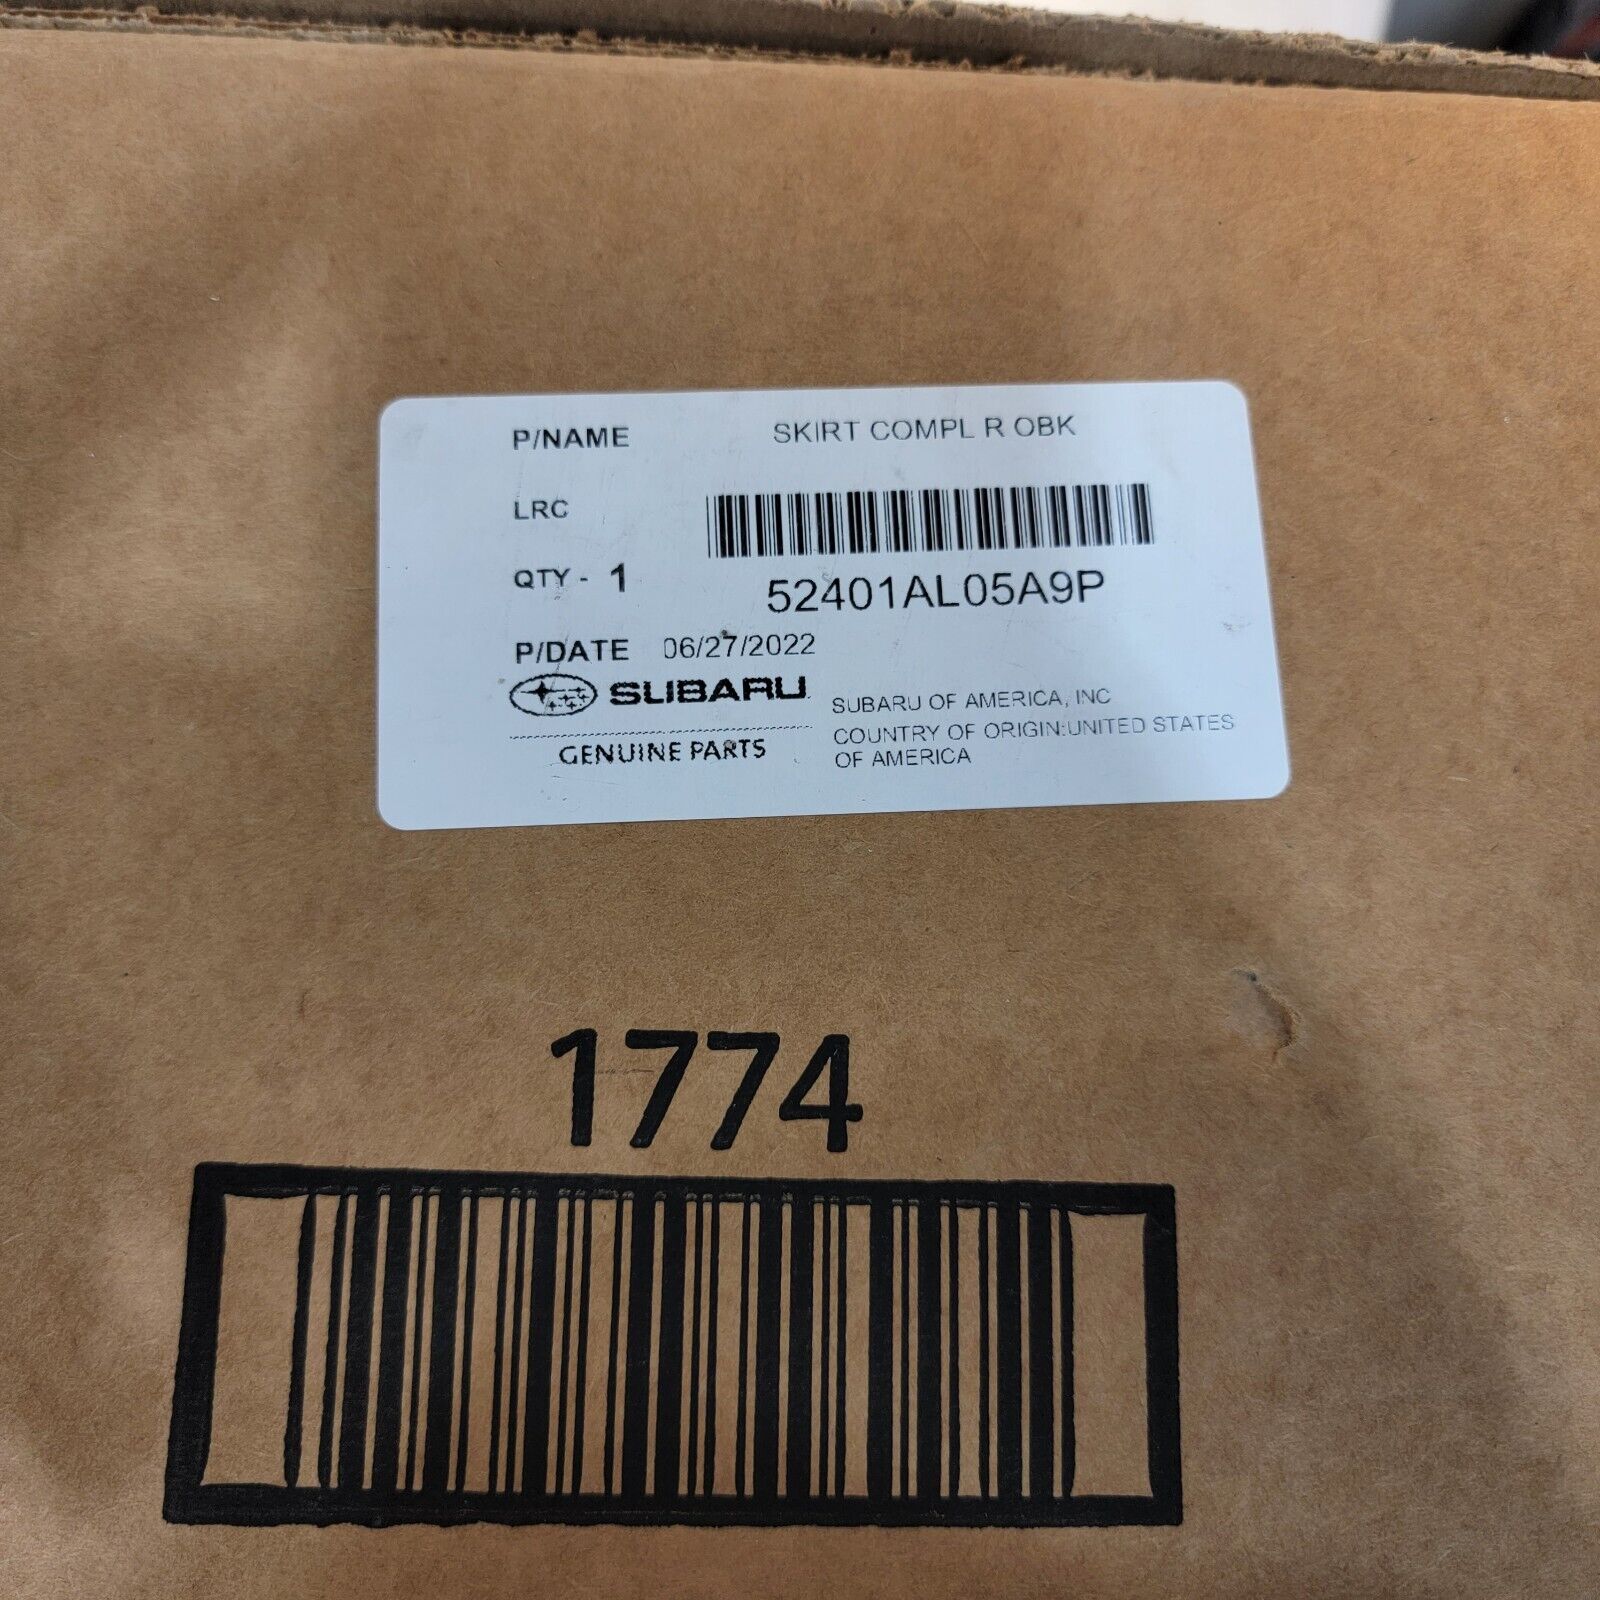 P/NAME SKIRT COMPL R OBK
LRC
QTY - 1 52401AL05A9P
P/DATE 06/27/2022
SUBARU
GENUINE PARTS
SUBARU OF AMERICA, INC
COUNTRY OF ORIGIN:UNITED STATES
OF AMERICA
1774